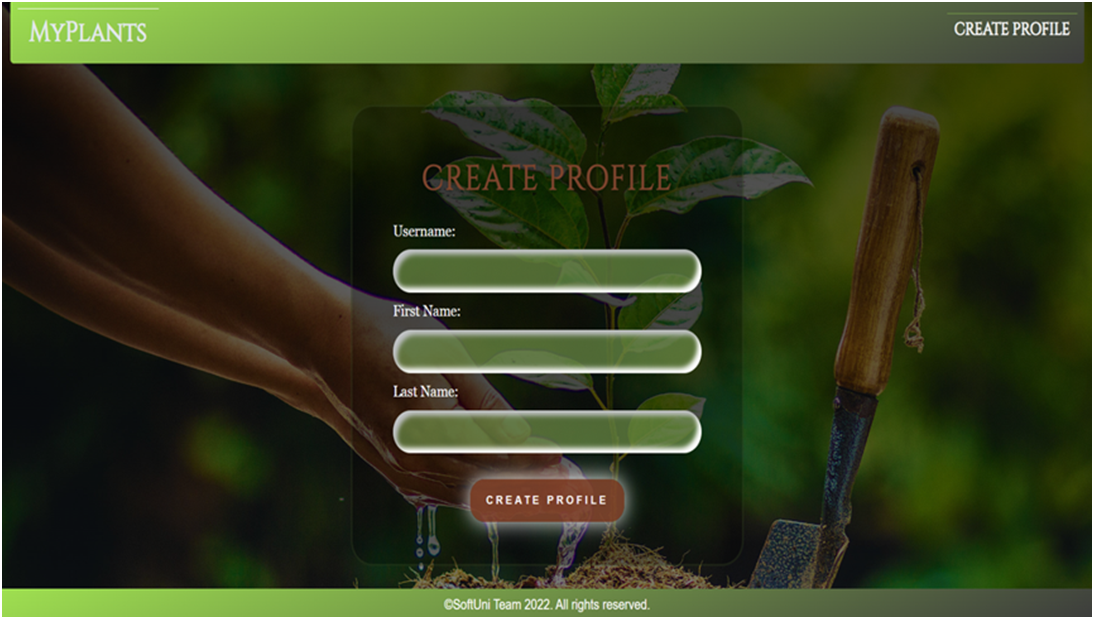 MYPLANTS
CREATE PROFILE
CREATE PROFILE
Username:
First Name:
Last Name:
CREATE PROFILE
©SoftUni Team 2022. All rights reserved.